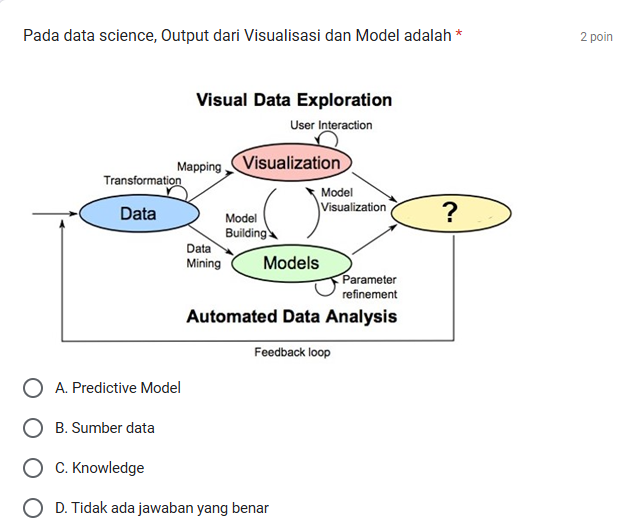 Pada data science, Output dari Visualisasi dan Model adalah *
2 poin
Visual Data Exploration
User Interaction
Mapping
Visualization
Transformation
Model
Visualization
Data
?
Model
Building
Data
Mining
Models
Parameter
refinement
Automated Data Analysis
Feedback loop
A. Predictive Model
B. Sumber data
C. Knowledge
D. Tidak ada jawaban yang benar